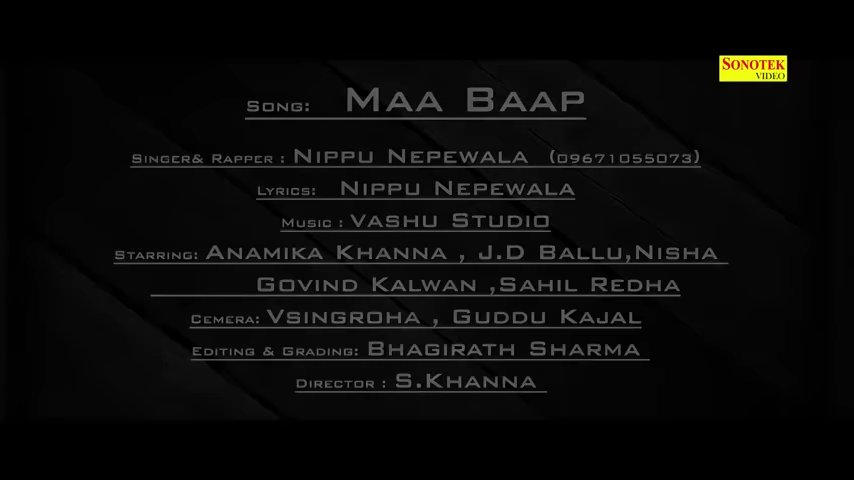 SONOTEK
VIDEO
Song: Maa Baap
Singer& Rapper : Nippu Nepewala (09671055073)
Lyrics: Nippu Nepewala
Music : Vashu Studio
Starring: Anamika Khanna , J.D Ballu,Nisha
Govind Kalwan ,Sahil Redha
Cemera: Vsingroha , Guddu Kajal
Editing & Grading: Bhagirath Sharma
Director : S.Khanna